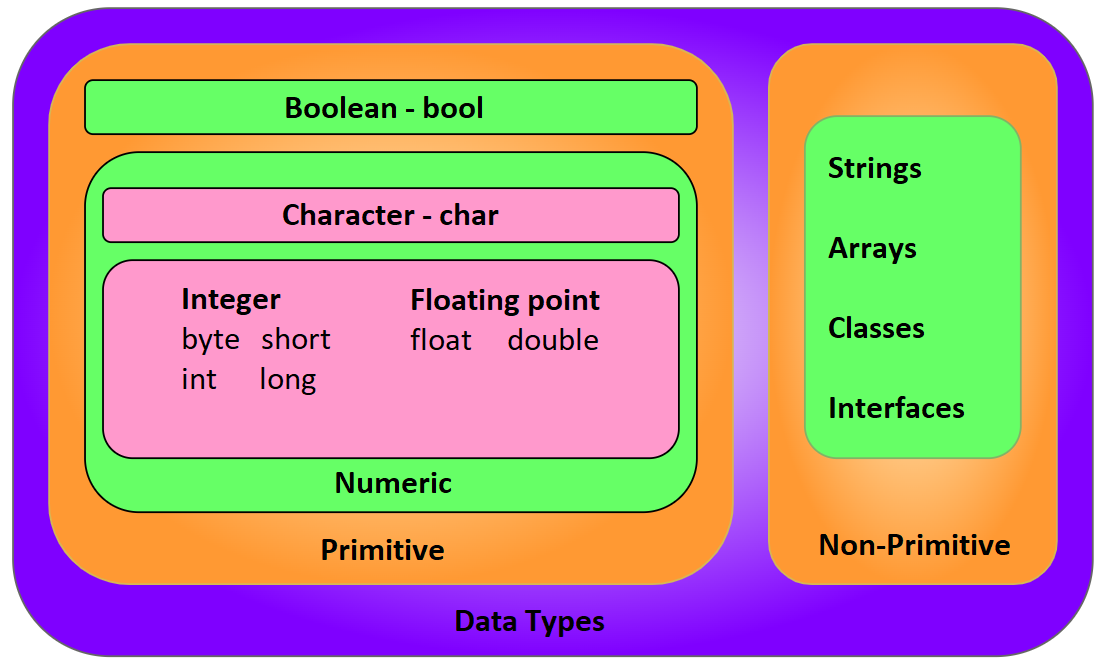 Boolean - bool
Character - char
Integer
byte short
int long
Floating point
float double
Numeric
Primitive
Strings
Arrays
Classes
Interfaces
Non-Primitive
Data Types